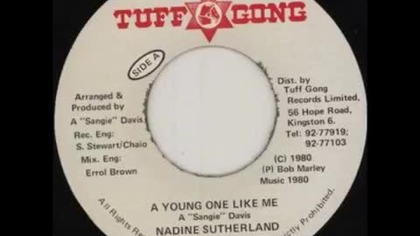 TUFF GONG
SIDE A
Arranged &
Produced by
A "Sangie" Davis
Rec. Eng:
S. Stewart/Chaio
Mix. Eng:
Errol Brown
Dist. by
Tuff Gong
Records Limited,
56 Hope Road,
Kingston 6.
Tel: 92-77919;
92-77103
(C) 1980
(P) Bob Marley
Music 1980
A YOUNG ONE LIKE ME
A "Sangie" Davis
NADINE SUTHERLAND
All Rights
Strictly Prohibited.